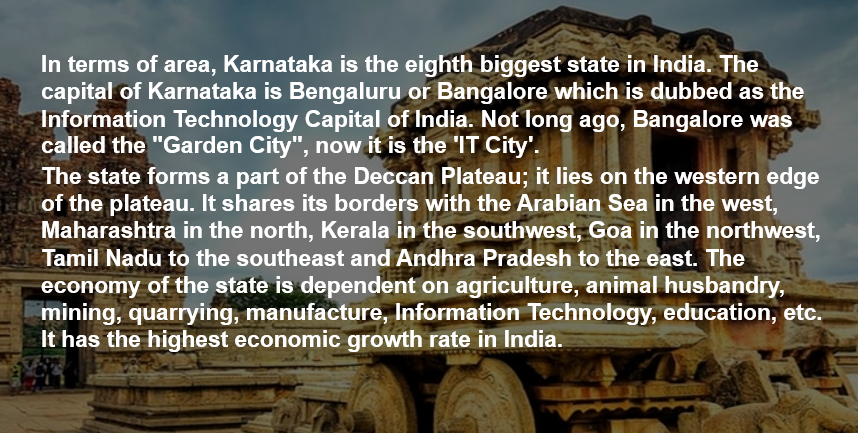 In terms of area, Karnataka is the eighth biggest state in India. The
capital of Karnataka is Bengaluru or Bangalore which is dubbed as the
Information Technology Capital of India. Not long ago, Bangalore was
called the "Garden City", now it is the 'IT City'.
The state forms a part of the Deccan Plateau; it lies on the western edge
of the plateau. It shares its borders with the Arabian Sea in the west,
Maharashtra in the north, Kerala in the southwest, Goa in the northwest,
Tamil Nadu to the southeast and Andhra Pradesh to the east. The
economy of the state is dependent on agriculture, animal husbandry,
mining, quarrying, manufacture, Information Technology, education, etc.
It has the highest economic growth rate in India.